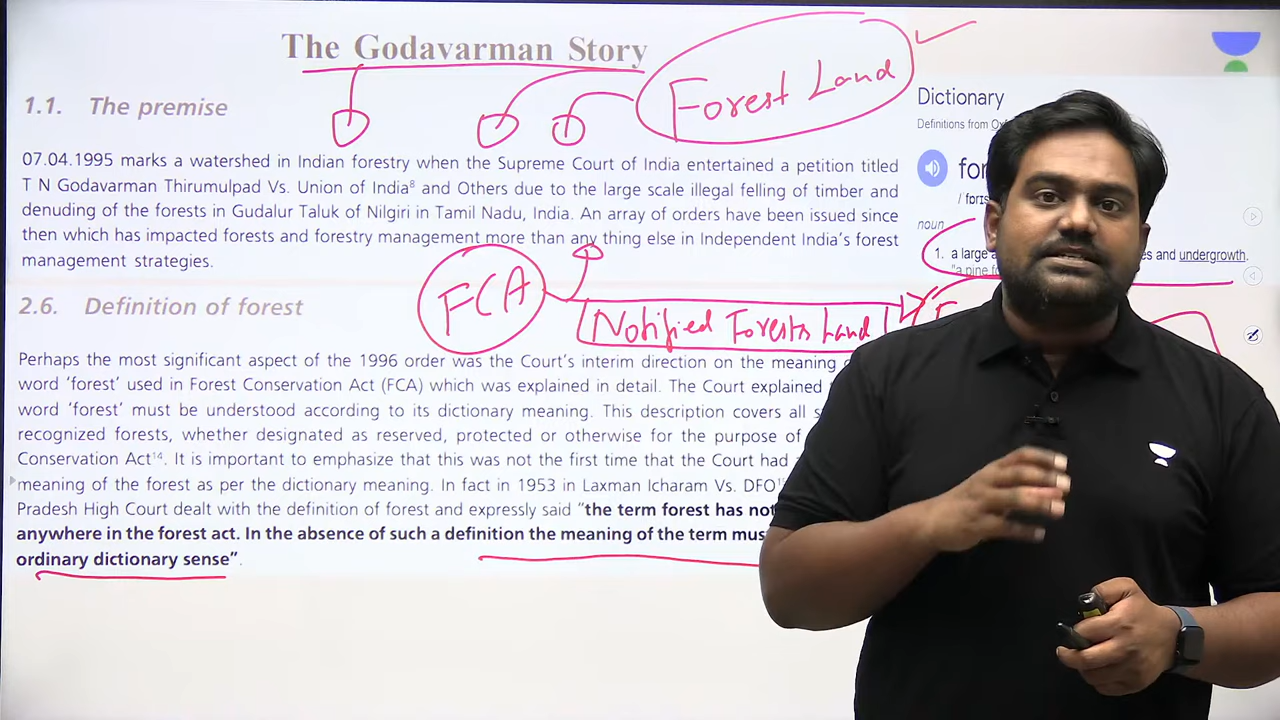 The Godavarman Story
Forest Land
1.1. The premise
07.04.1995 marks a watershed in Indian forestry when the Supreme Court of India entertained a petition titled
T N Godavarman Thirumulpad Vs. Union of India⁸ and Others due to the large scale illegal felling of timber and
denuding of the forests in Gudalur Taluk of Nilgiri in Tamil Nadu, India. An array of orders have been issued since
then which has impacted forests and forestry management more than any thing else in Independent India's forest
management strategies.
FCA
Notified Forests Land
2.6. Definition of forest
Perhaps the most significant aspect of the 1996 order was the Court's interim direction on the meaning
word 'forest' used in Forest Conservation Act (FCA) which was explained in detail. The Court explained
word 'forest' must be understood according to its dictionary meaning. This description covers all
recognized forests, whether designated as reserved, protected or otherwise for the purpose of
Conservation Act¹⁴. It is important to emphasize that this was not the first time that the Court had
meaning of the forest as per the dictionary meaning. In fact in 1953 in Laxman Icharam Vs. DFO
Pradesh High Court dealt with the definition of forest and expressly said "the term forest has not
anywhere in the forest act. In the absence of such a definition the meaning of the term
ordinary dictionary sense".
Dictionary
Definitions from
noun
1. a large
and undergrowth.
"a pine